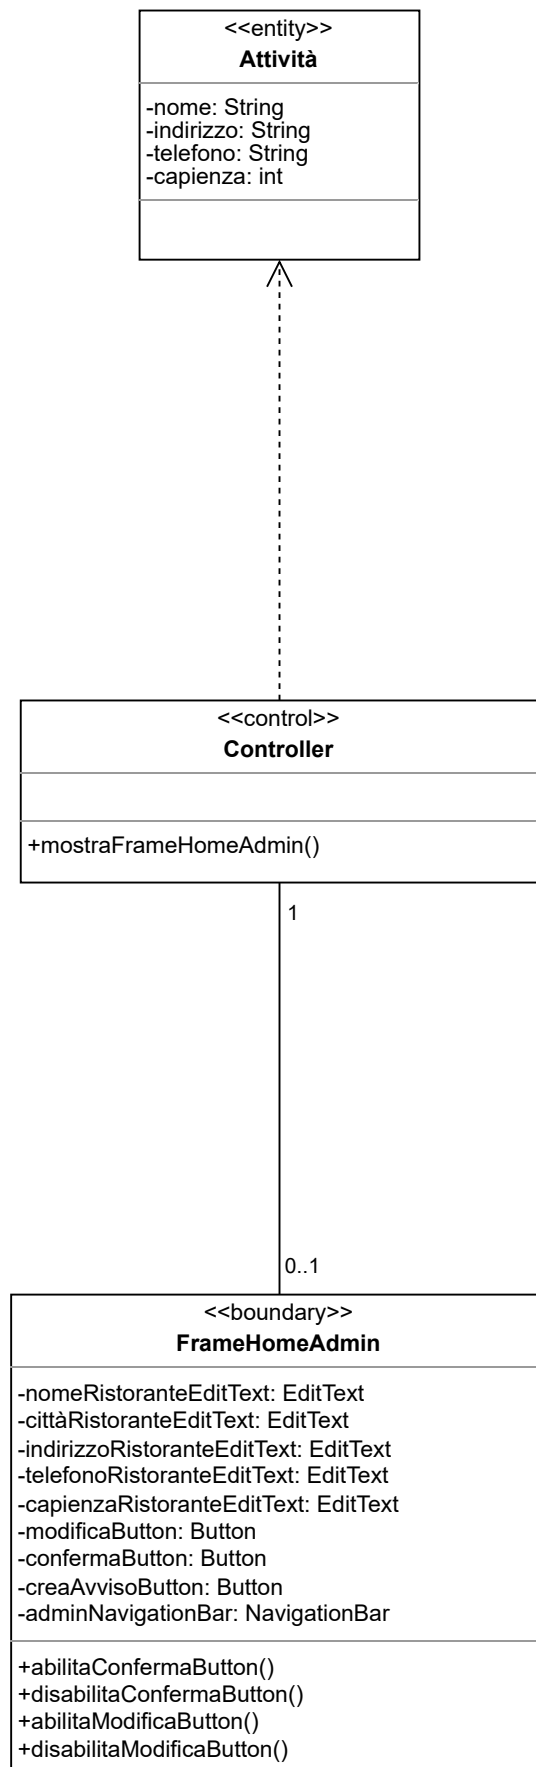 <<entity>>
Attività
-nome: String
-indirizzo: String
-telefono: String
-capienza: int
<<control>>
Controller
+mostraFrameHomeAdmin()
1
0..1
<<boundary>>
FrameHomeAdmin
-nomeRistoranteEditText: EditText
-cittàRistoranteEditText: EditText
-indirizzoRistoranteEditText: EditText
-telefonoRistoranteEditText: EditText
-capienzaRistoranteEditText: EditText
-modificaButton: Button
-confermaButton: Button
-creaAvvisoButton: Button
-adminNavigationBar: NavigationBar
+abilitaConfermaButton()
+disabilitaConfermaButton()
+abilitaModificaButton()
+disabilitaModificaButton()